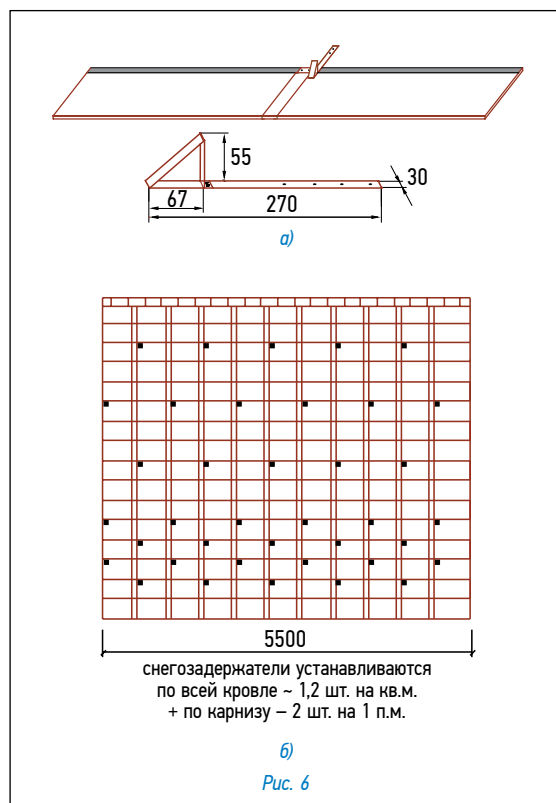 55
30
67
270
а)
5500
снегозадержатели устанавливаются
по всей кровле ~ 1,2 шт. на кв.м.
+ по карнизу – 2 шт. на 1 п.м.
б)
Рис. 6